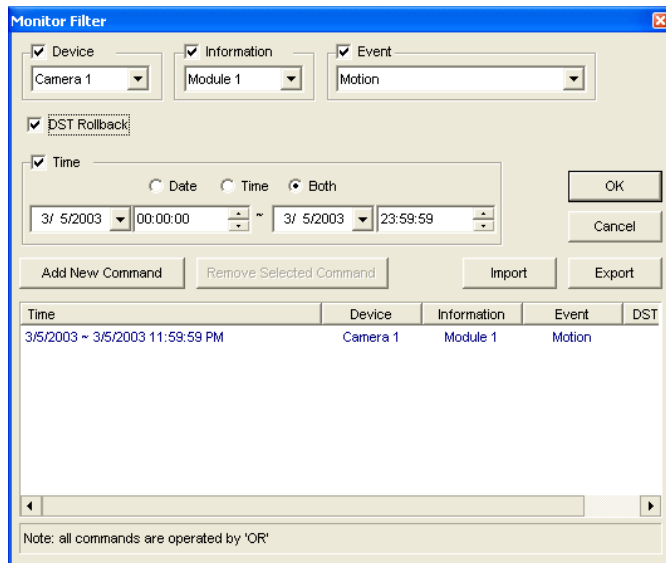 Monitor Filter
Device Information Event
Camera 1 Module 1 Motion
DST Rollback
Time
Date Time Both
3/ 5/2003 00:00:00 ~ 3/ 5/2003 23:59:59
OK
Cancel
Add New Command Remove Selected Command Import Export
Time Device Information Event DST
3/5/2003 ~ 3/5/2003 11:59:59 PM Camera 1 Module 1 Motion
Note: all commands are operated by 'OR'